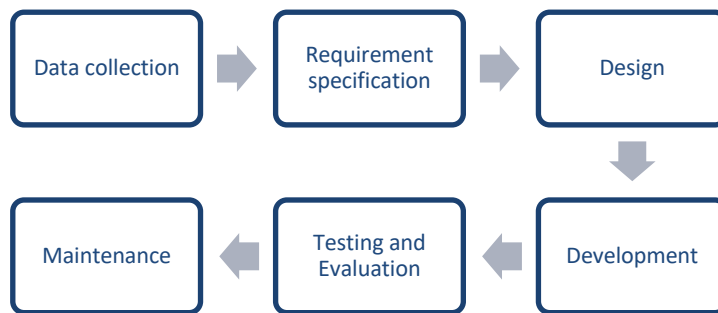 Data collection
Requirement
specification
Design
Development
Testing and
Evaluation
Maintenance